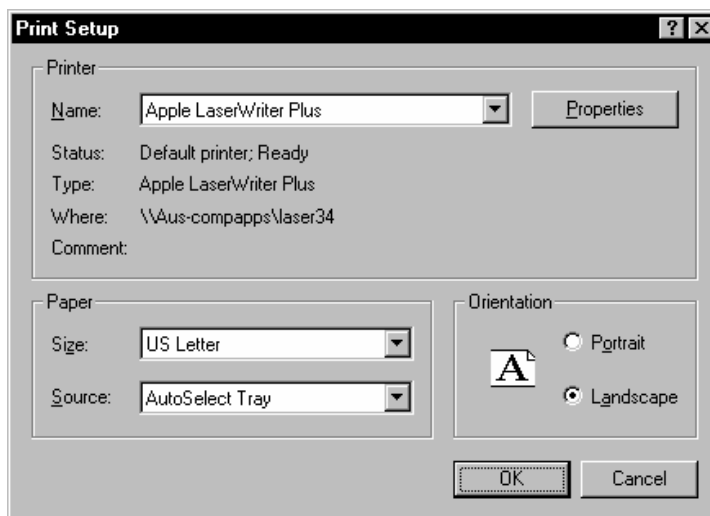 Print Setup
Printer
Name: Apple LaserWriter Plus Properties
Status: Default printer; Ready
Type: Apple LaserWriter Plus
Where: \\Aus-compapps\laser34
Comment:
Paper
Size: US Letter
Source: AutoSelect Tray
Orientation
A
Portrait
Landscape
OK Cancel